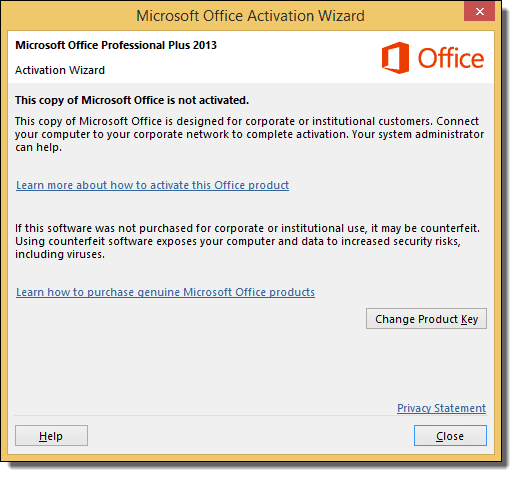 Microsoft Office Activation Wizard
Microsoft Office Professional Plus 2013
Activation Wizard
Office
This copy of Microsoft Office is not activated.
This copy of Microsoft Office is designed for corporate or institutional customers. Connect
your computer to your corporate network to complete activation. Your system administrator
can help.
Learn more about how to activate this Office product
If this software was not purchased for corporate or institutional use, it may be counterfeit.
Using counterfeit software exposes your computer and data to increased security risks,
including viruses.
Learn how to purchase genuine Microsoft Office products
Change Product Key
Privacy Statement
Help
Close